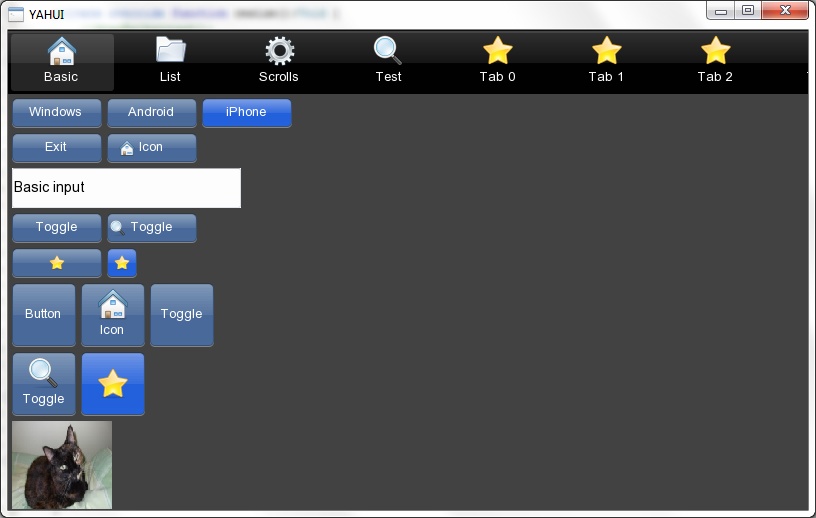 YAHUI
Basic List Scrolls Test Tab 0 Tab 1 Tab 2
Windows Android iPhone
Exit Icon
Basic input
Toggle Toggle
Button Icon Toggle
Toggle